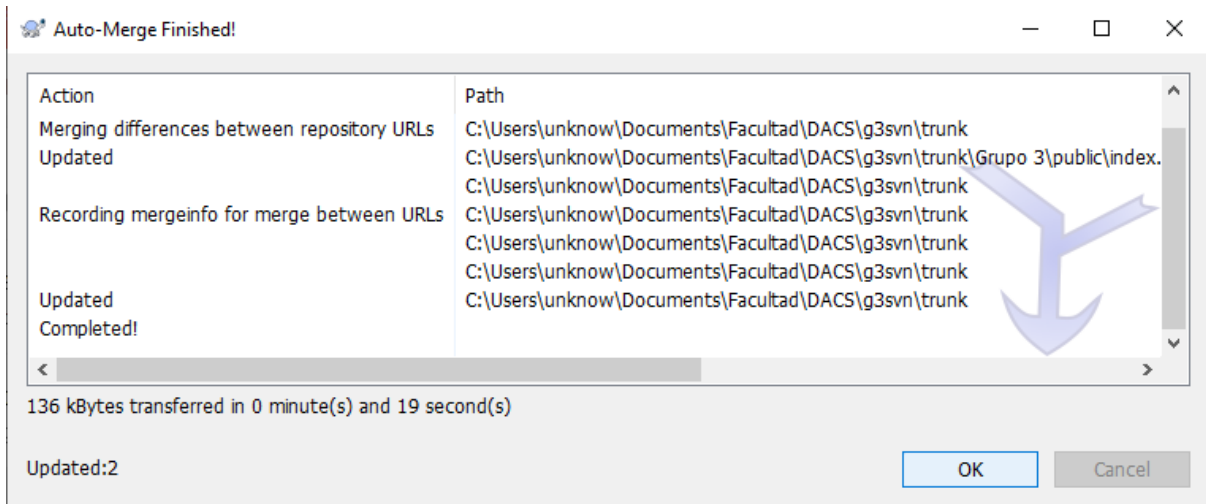 Auto-Merge Finished!
Action Path
Merging differences between repository URLs C:\Users\unknow\Documents\Facultad\DACS\g3svn\trunk
Updated C:\Users\unknow\Documents\Facultad\DACS\g3svn\trunk\Grupo 3\public\index.
C:\Users\unknow\Documents\Facultad\DACS\g3svn\trunk
Recording mergeinfo for merge between URLs C:\Users\unknow\Documents\Facultad\DACS\g3svn\trunk
C:\Users\unknow\Documents\Facultad\DACS\g3svn\trunk
C:\Users\unknow\Documents\Facultad\DACS\g3svn\trunk
Updated C:\Users\unknow\Documents\Facultad\DACS\g3svn\trunk
Completed!
136 kBytes transferred in 0 minute(s) and 19 second(s)
Updated:2 OK Cancel